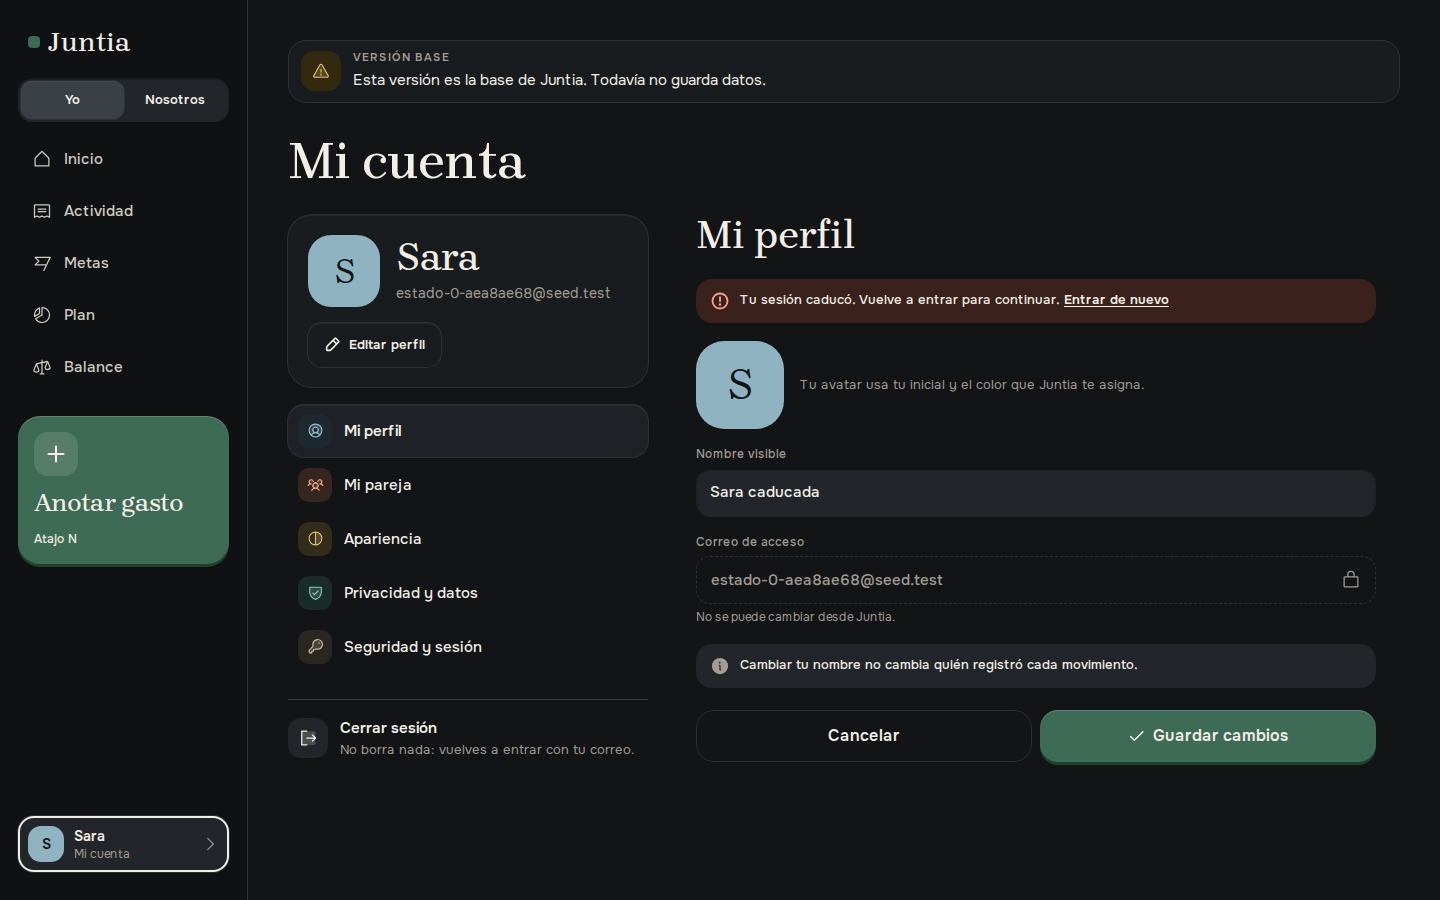 Juntia
Yo
Nosotros
Inicio
Actividad
Metas
Plan
Balance
Anotar gasto
Atajo N
S
Sara
Mi cuenta
VERSIÓN BASE
Esta versión es la base de Juntia. Todavía no guarda datos.
Mi cuenta
S
Sara
estado-0-aea8ae68@seed.test
Editar perfil
Mi perfil
Mi pareja
Apariencia
Privacidad y datos
Seguridad y sesión
Cerrar sesión
No borra nada: vuelves a entrar con tu correo.
Mi perfil
Tu sesión caducó. Vuelve a entrar para continuar. Entrar de nuevo
S
Tu avatar usa tu inicial y el color que Juntia te asigna.
Nombre visible
Sara caducada
Correo de acceso
estado-0-aea8ae68@seed.test
No se puede cambiar desde Juntia.
Cambiar tu nombre no cambia quién registró cada movimiento.
Cancelar
Guardar cambios